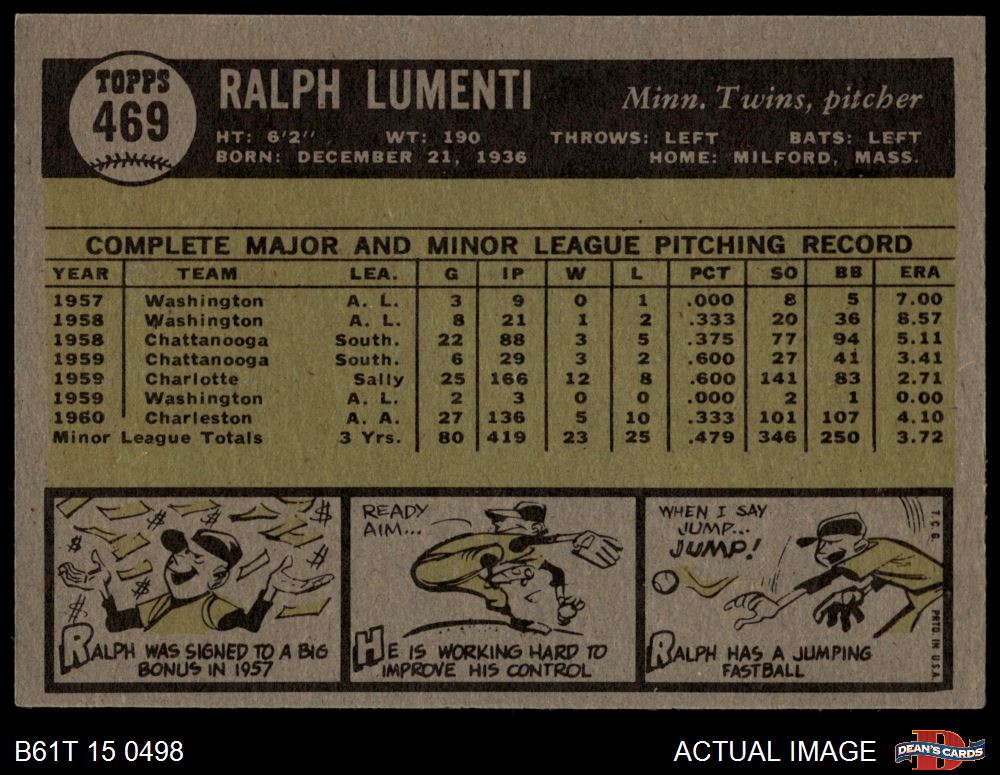 TOPPS
469
RALPH LUMENTI
Minn. Twins, pitcher
HT: 6'2" WT: 190 THROWS: LEFT BATS: LEFT
BORN: DECEMBER 21, 1936 HOME: MILFORD, MASS.
COMPLETE MAJOR AND MINOR LEAGUE PITCHING RECORD
YEAR TEAM LEA. G IP W L PCT SO BB ERA
1957 Washington A. L. 3 9 0 1 .000 8 5 7.00
1958 Washington A. L. 8 21 1 2 .333 20 36 8.57
1958 Chattanooga South. 22 88 3 5 .375 77 94 5.11
1959 Chattanooga South. 6 29 3 2 .600 27 41 3.41
1959 Charlotte Sally 25 166 12 8 .600 141 83 2.71
1959 Washington A. L. 2 3 0 0 .000 2 1 0.00
1960 Charleston A. A. 27 136 5 10 .333 101 107 4.10
Minor League Totals 3 Yrs. 80 419 23 25 .479 346 250 3.72
RALPH WAS SIGNED TO A BIG
BONUS IN 1957
READY
AIM...
HE IS WORKING HARD TO
IMPROVE HIS CONTROL
WHEN I SAY
JUMP...
JUMP!
RALPH HAS A JUMPING
FASTBALL
T.C.G. PRTD. IN U.S.A.
B61T 15 0498
ACTUAL IMAGE
DEAN'S CARDS